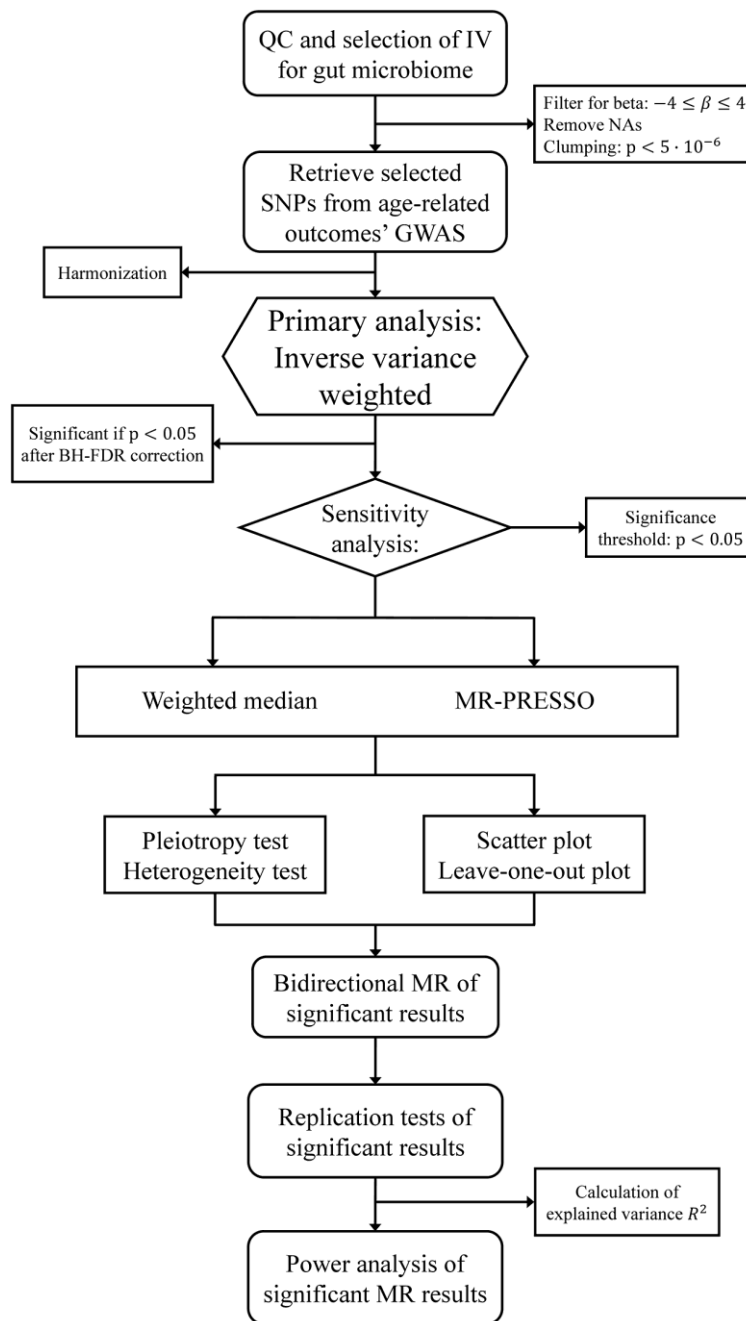 QC and selection of IV
for gut microbiome
Filter for beta: −4 ≤ β ≤ 4
Remove NAs
Clumping: p < 5 · 10⁻⁶
Retrieve selected
SNPs from age-related
outcomes’ GWAS
Harmonization
Primary analysis:
Inverse variance
weighted
Significant if p < 0.05
after BH-FDR correction
Sensitivity
analysis:
Significance
threshold: p < 0.05
Weighted median
MR-PRESSO
Pleiotropy test
Heterogeneity test
Scatter plot
Leave-one-out plot
Bidirectional MR of
significant results
Replication tests of
significant results
Calculation of
explained variance R²
Power analysis of
significant MR results